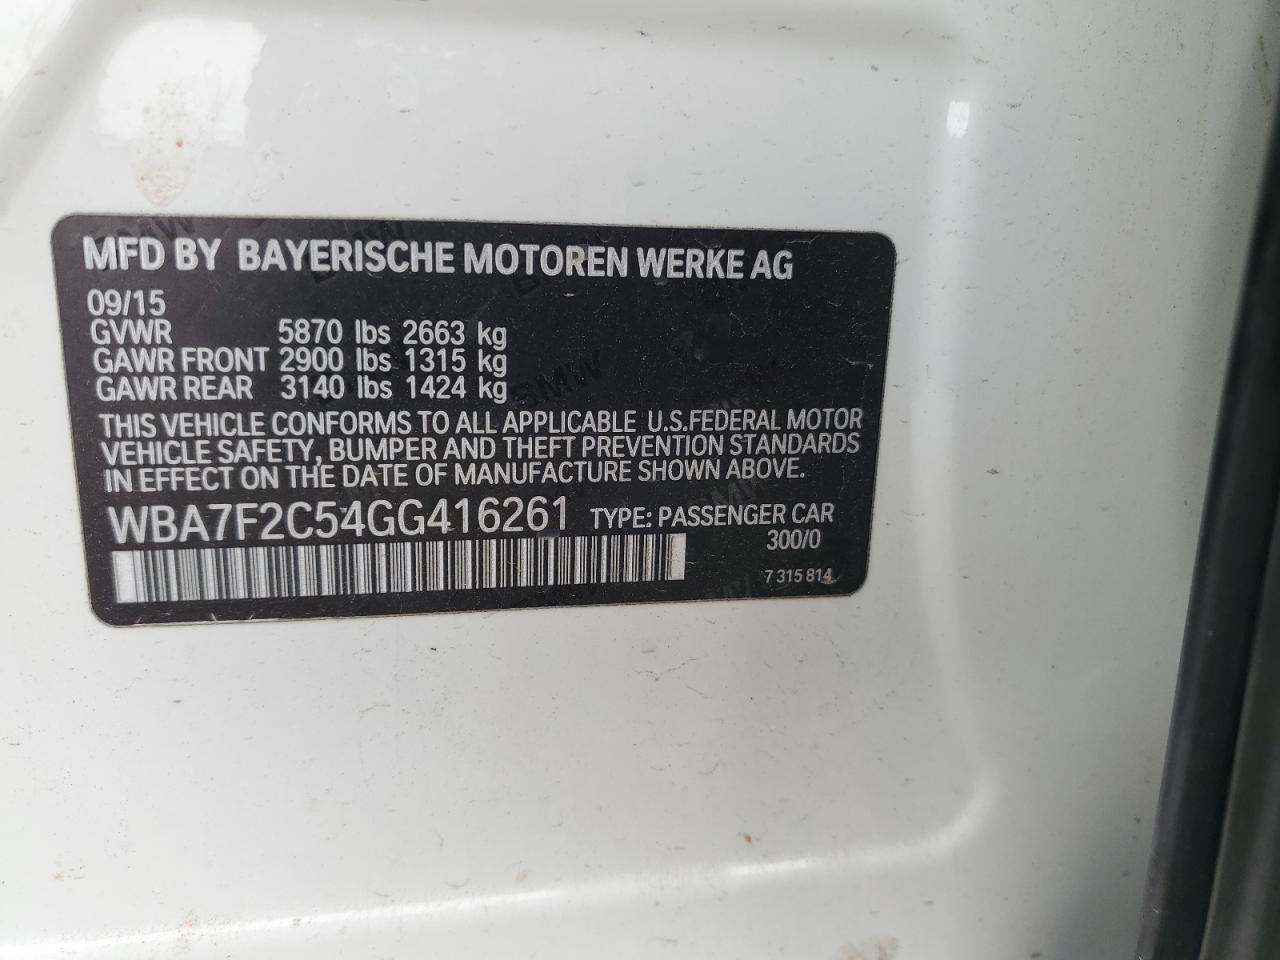 MFD BY BAYERISCHE MOTOREN WERKE AG
09/15
GVWR 5870 lbs 2663 kg
GAWR FRONT 2900 lbs 1315 kg
GAWR REAR 3140 lbs 1424 kg
THIS VEHICLE CONFORMS TO ALL APPLICABLE U.S.FEDERAL MOTOR
VEHICLE SAFETY, BUMPER AND THEFT PREVENTION STANDARDS
IN EFFECT ON THE DATE OF MANUFACTURE SHOWN ABOVE.
WBA7F2C54GG416261 TYPE: PASSENGER CAR
300/0
7 315 814